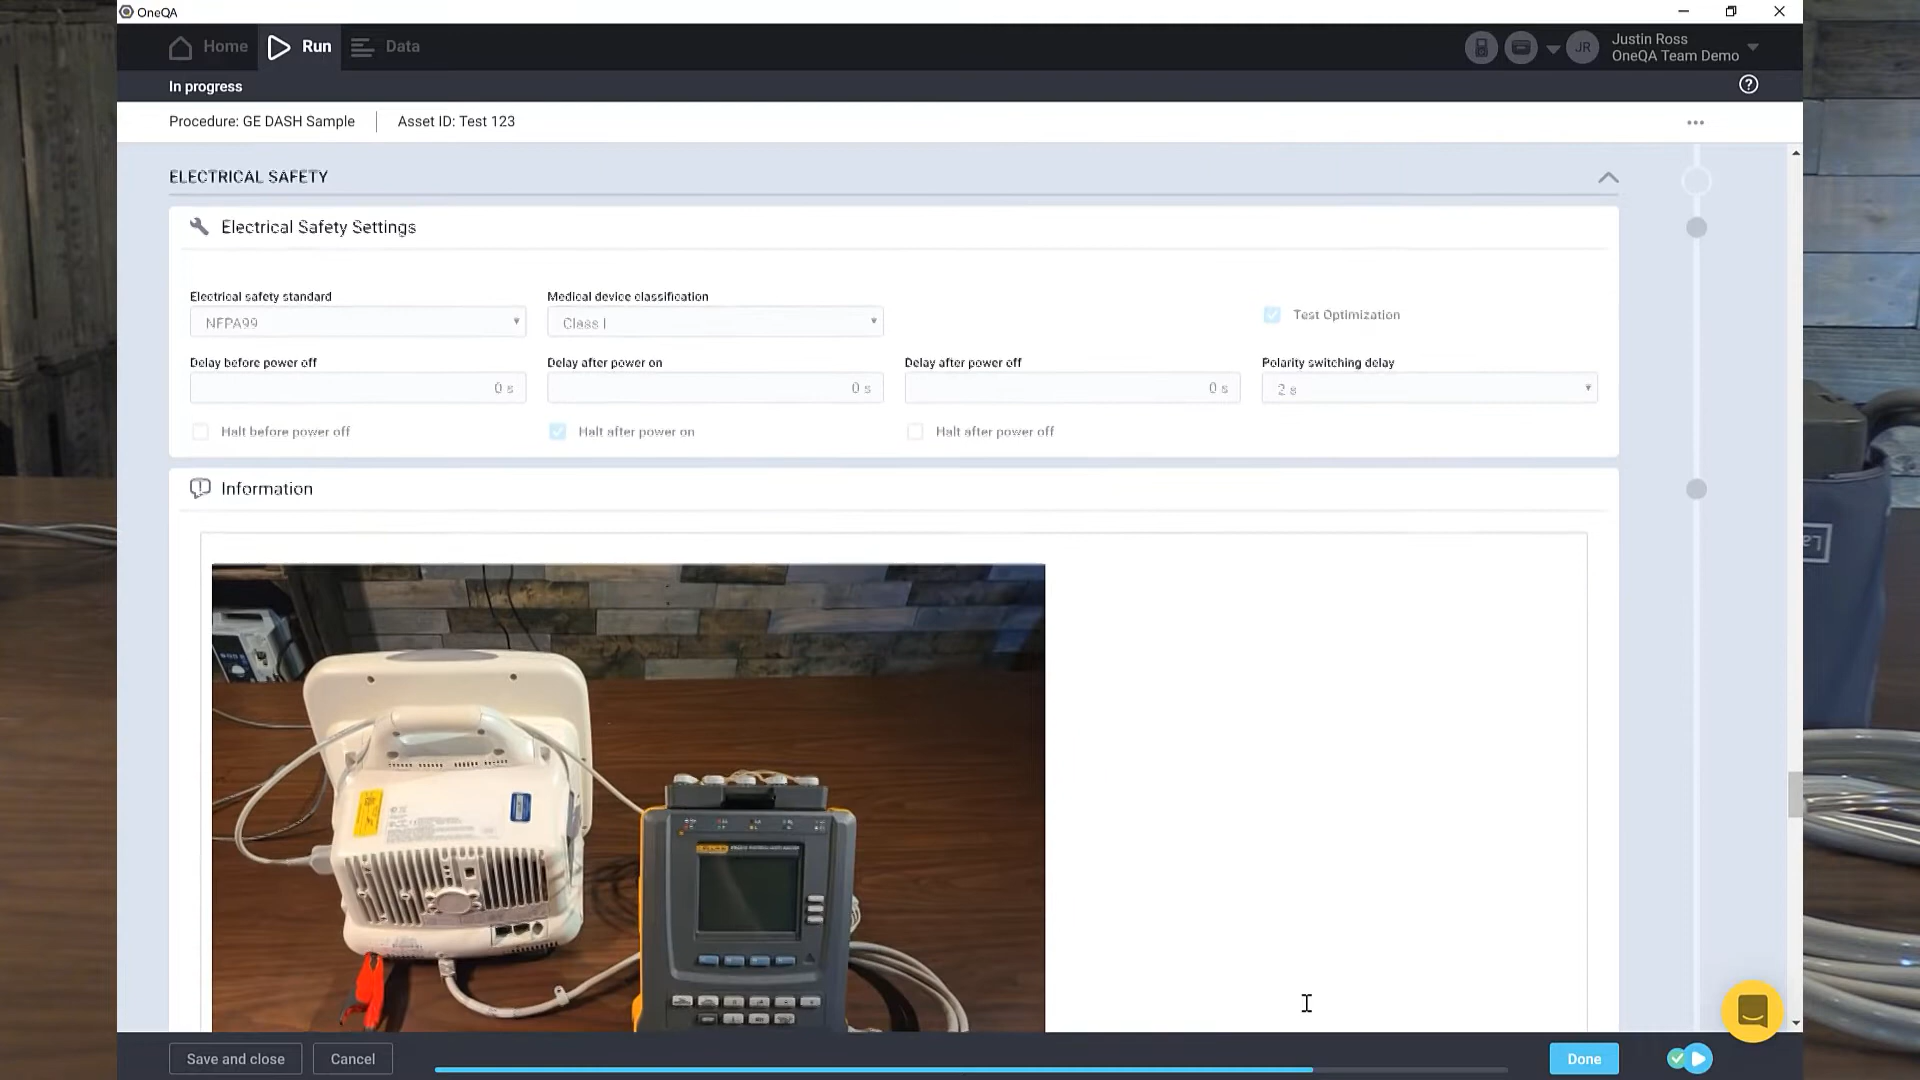 OneQA
Home Run Data
JR
Justin Ross
OneQA Team Demo
In progress
Procedure: GE DASH Sample Asset ID: Test 123
ELECTRICAL SAFETY
Electrical Safety Settings
Electrical safety standard
NFPA99
Medical device classification
Class I
Test Optimization
Delay before power off
0 s
Delay after power on
0 s
Delay after power off
0 s
Polarity switching delay
2 s
Halt before power off
Halt after power on
Halt after power off
Information
Save and close
Cancel
Done